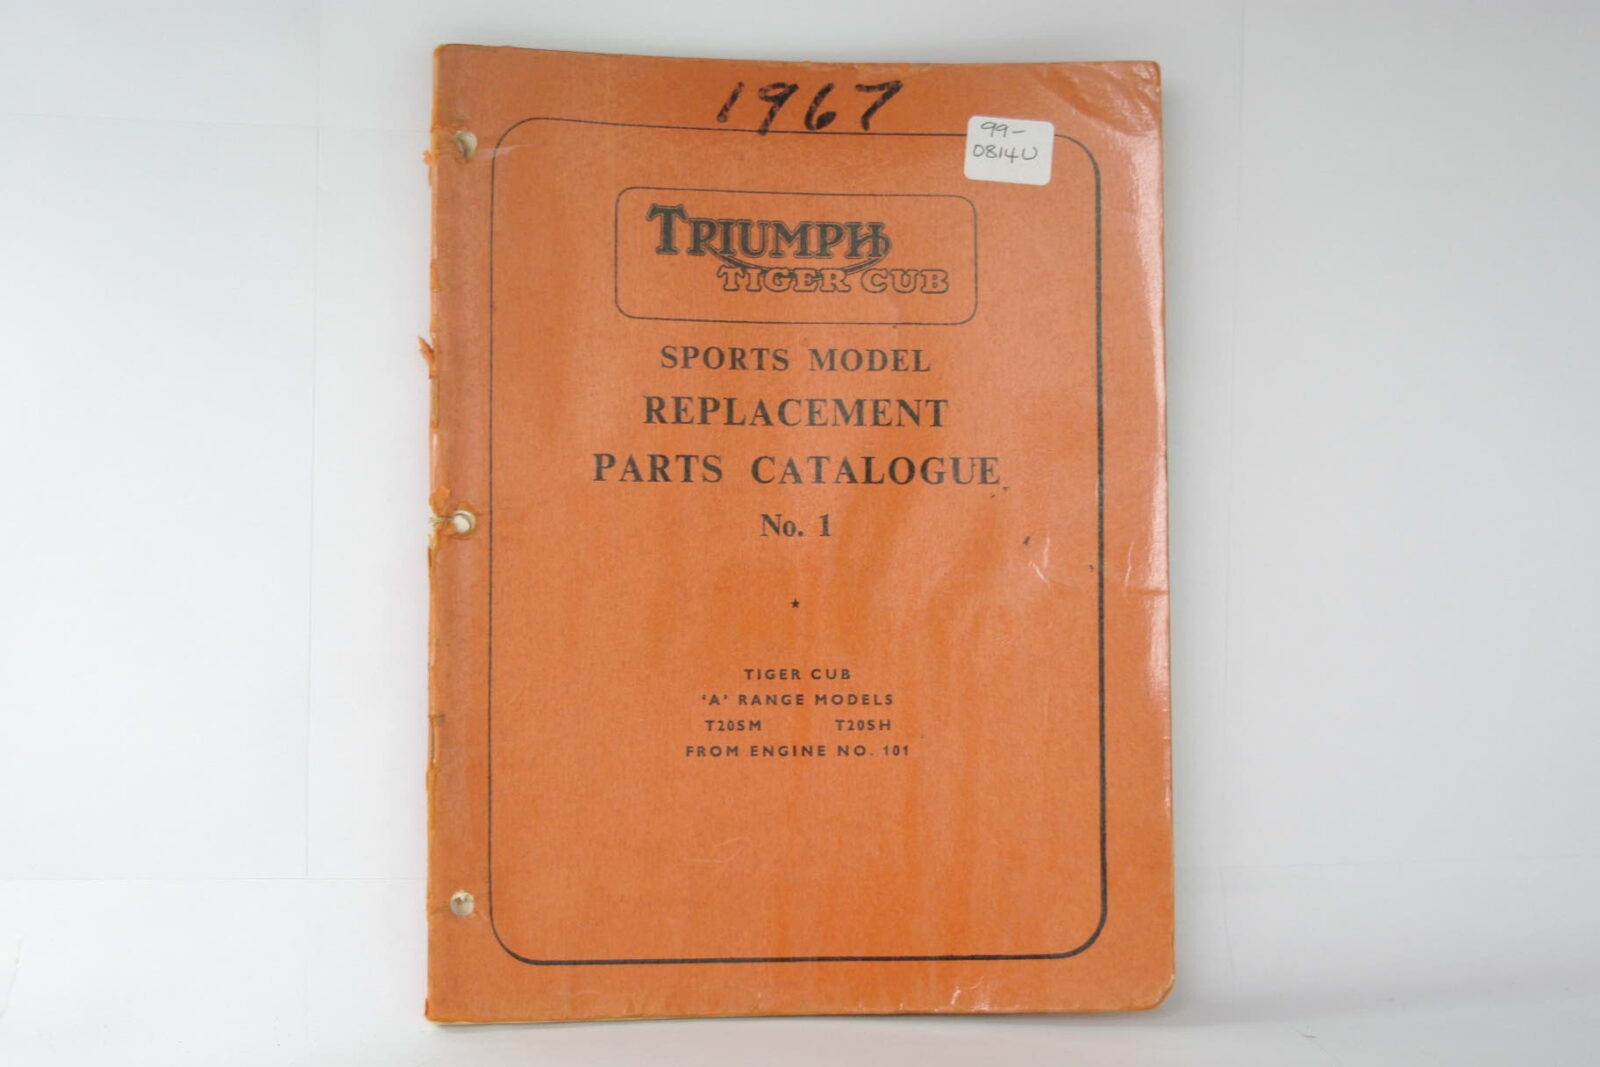 1967
99-
0814U
TRIUMPH
TIGER CUB
SPORTS MODEL
REPLACEMENT
PARTS CATALOGUE
No. 1
★
TIGER CUB
‘A’ RANGE MODELS
T20SM T20SH
FROM ENGINE NO. 101